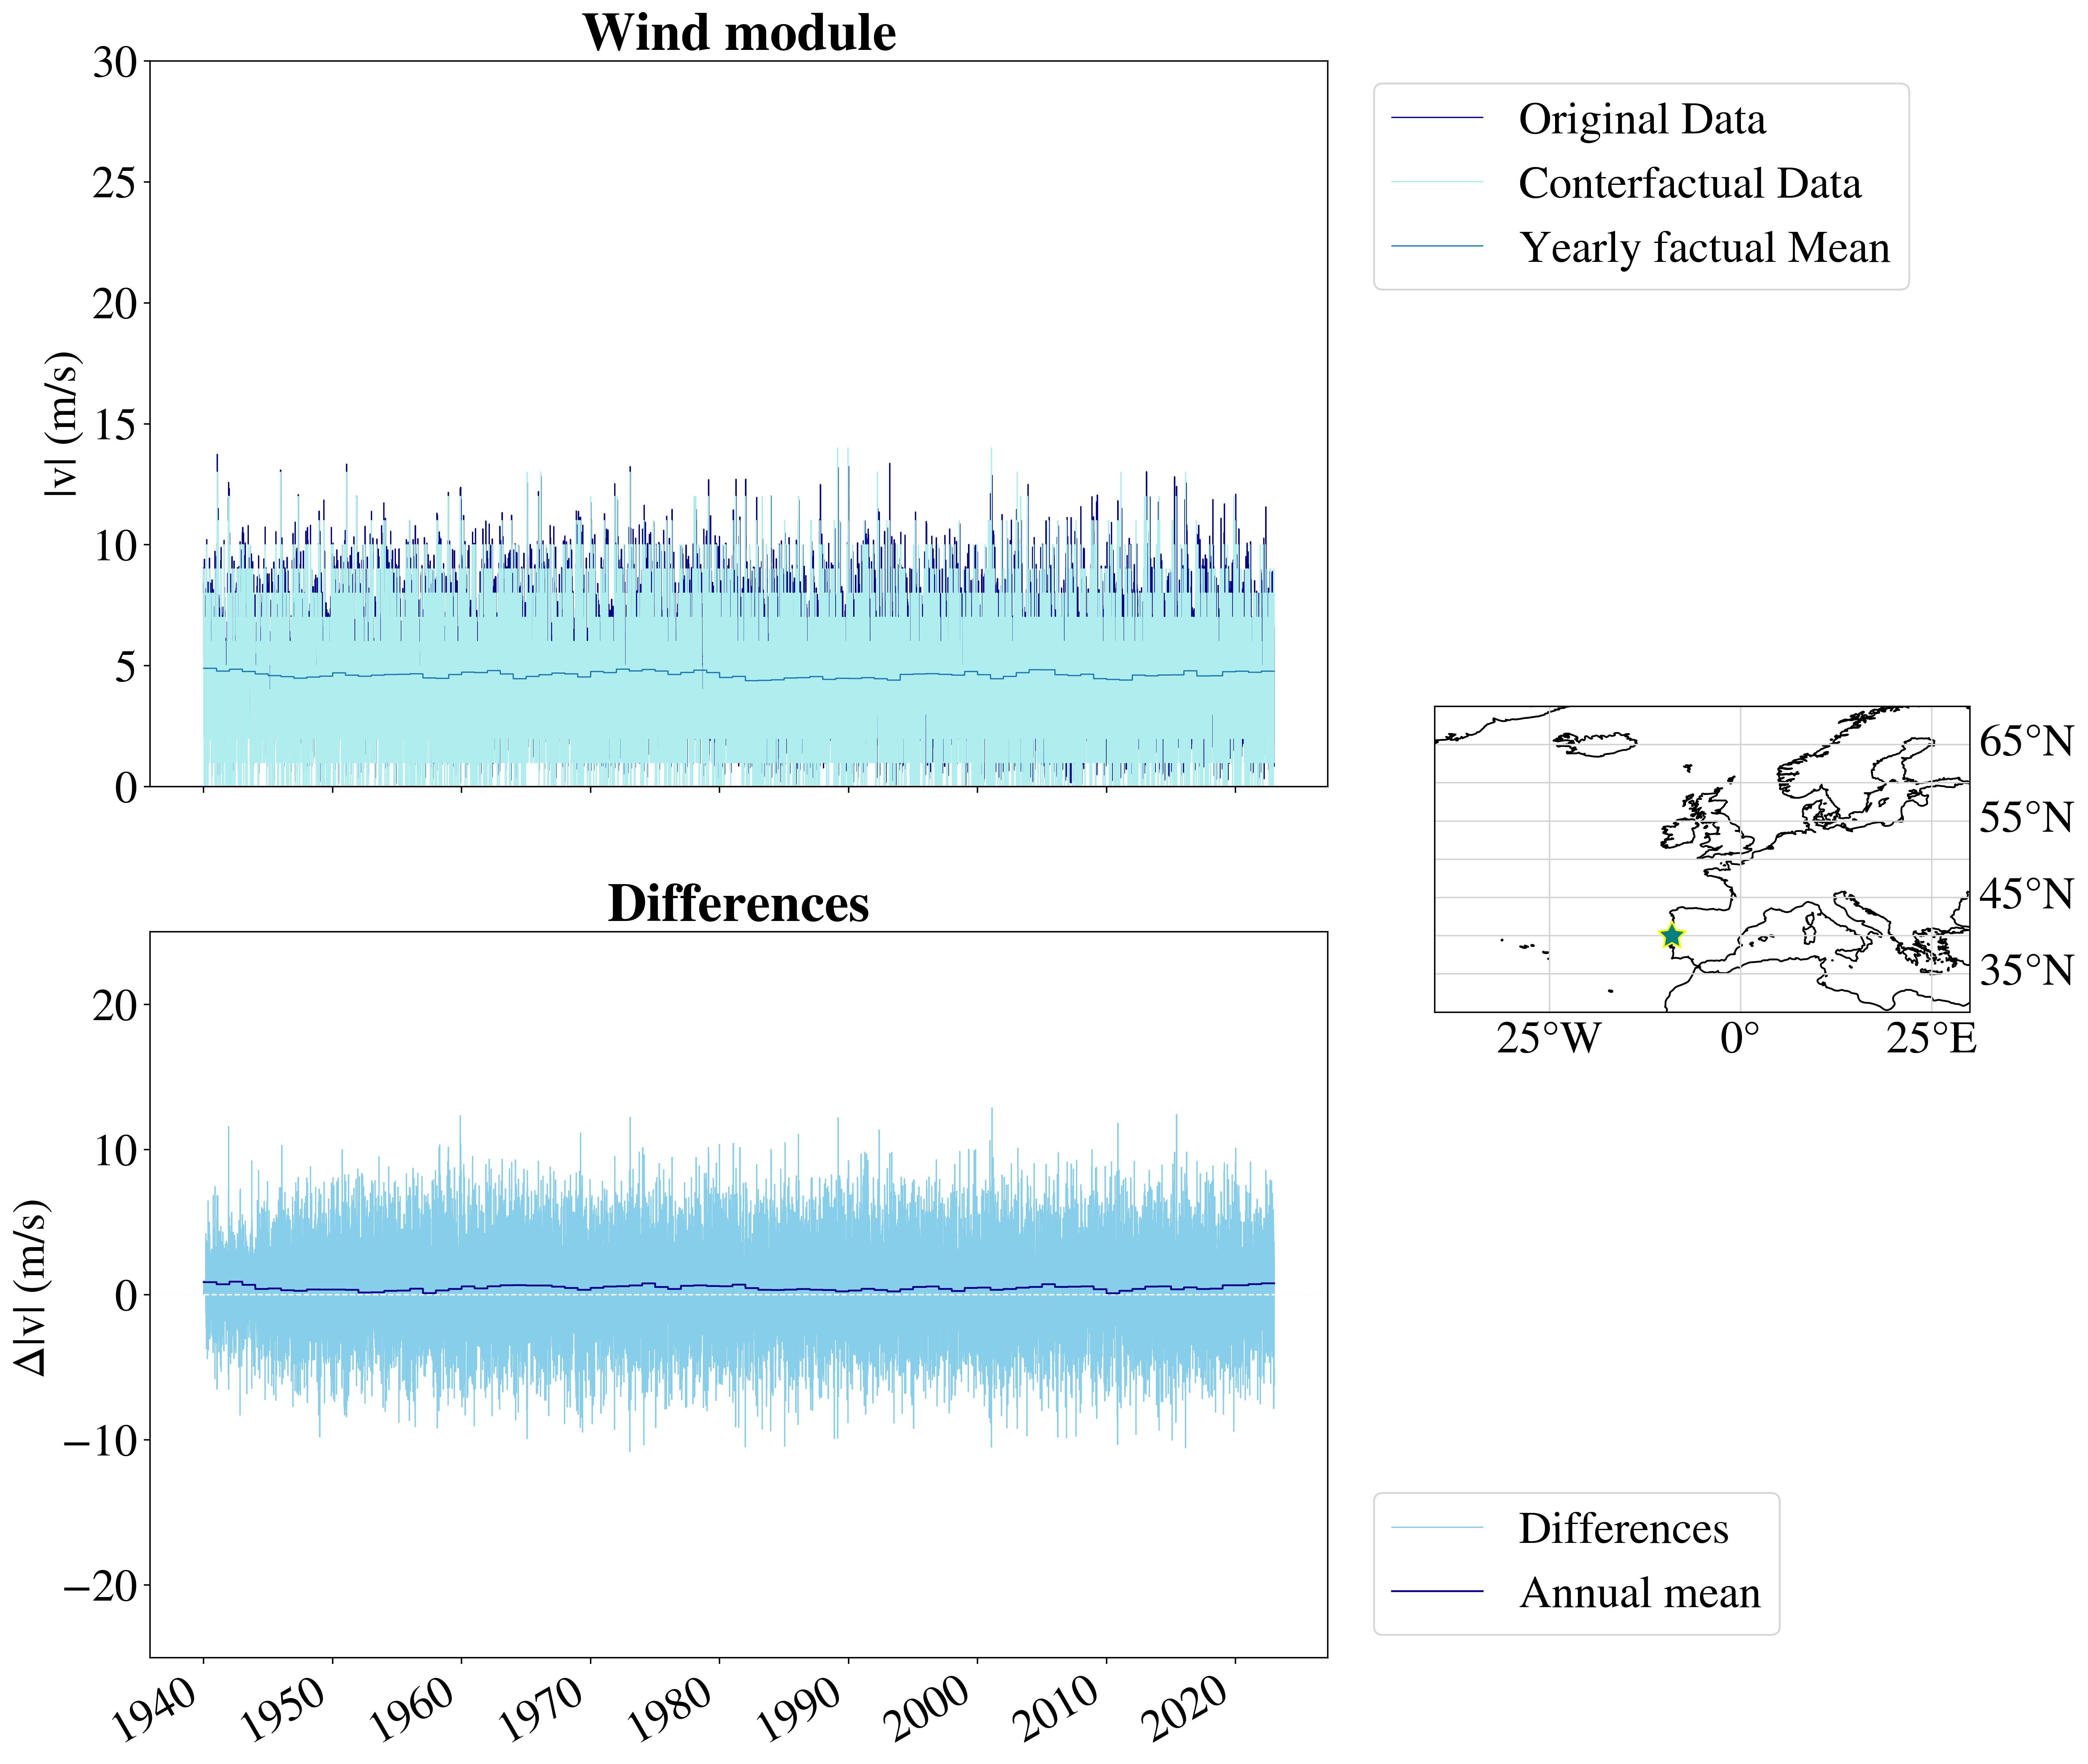 Wind module
30
25
20
15
10
5
0
|v| (m/s)
Original Data
Conterfactual Data
Yearly factual Mean
65°N
55°N
45°N
35°N
25°W 0° 25°E
Differences
20
10
0
−10
−20
Δ|v| (m/s)
1940 1950 1960 1970 1980 1990 2000 2010 2020
Differences
Annual mean